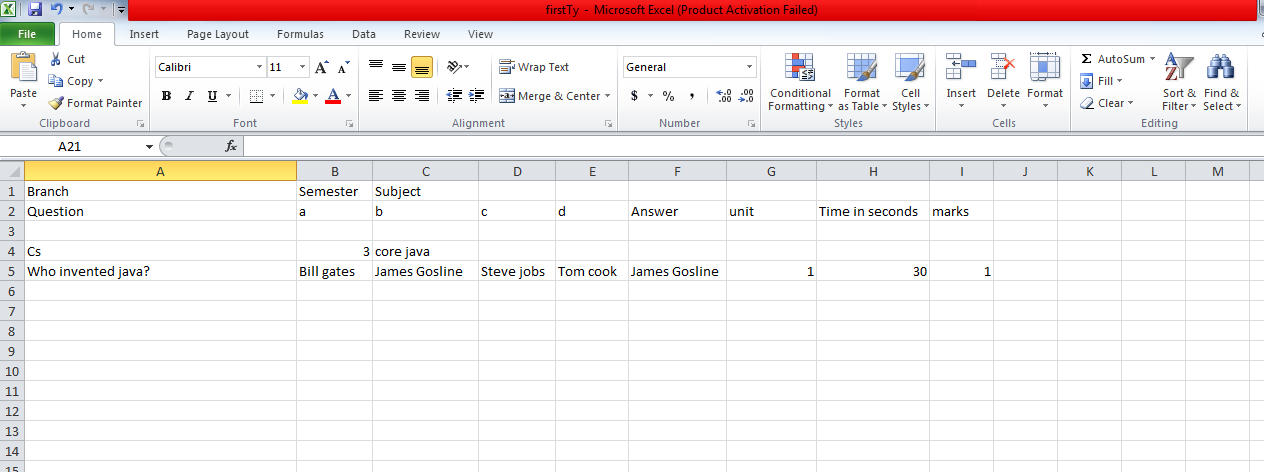 firstTy - Microsoft Excel (Product Activation Failed)
File Home Insert Page Layout Formulas Data Review View
Cut
Copy
Format Painter
Paste
Clipboard
Calibri 11
B I U
Font
Wrap Text
Merge & Center
Alignment
General
$ % , .00 .0
Number
Conditional Formatting
Format as Table
Cell Styles
Styles
Insert Delete Format
Cells
Σ AutoSum
Fill
Clear
Sort & Filter
Find & Select
Editing
A21 fx
A B C D E F G H I J K L M
1 Branch Semester Subject
2 Question a b c d Answer unit Time in seconds marks
3
4 Cs 3 core java
5 Who invented java? Bill gates James Gosline Steve jobs Tom cook James Gosline 1 30 1
6
7
8
9
10
11
12
13
14
15